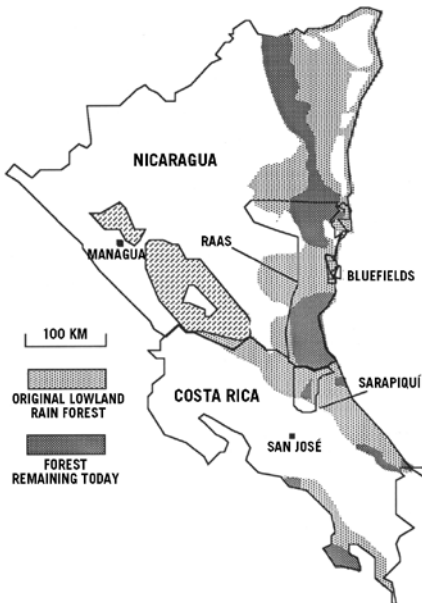 NICARAGUA
MANAGUA
RAAS
BLUEFIELDS
100 KM
ORIGINAL LOWLAND
RAIN FOREST
COSTA RICA
SARAPIQUÍ
SAN JOSÉ
FOREST
REMAINING TODAY